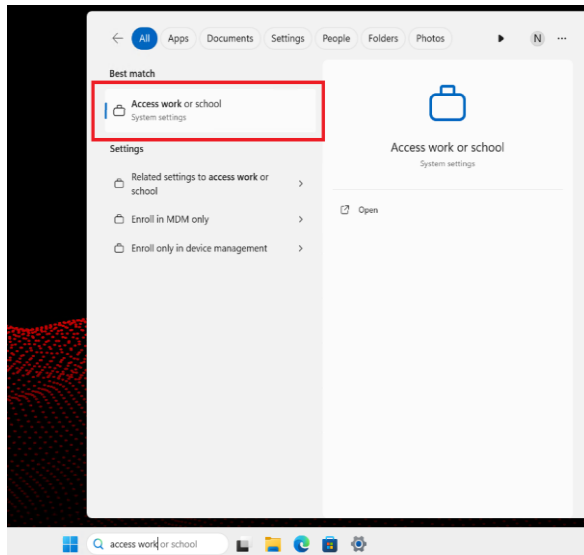 All Apps Documents Settings People Folders Photos N ...
Best match
Access work or school
System settings
Settings
Related settings to access work or
school
Enroll in MDM only
Enroll only in device management
Access work or school
System settings
Open
access work or school